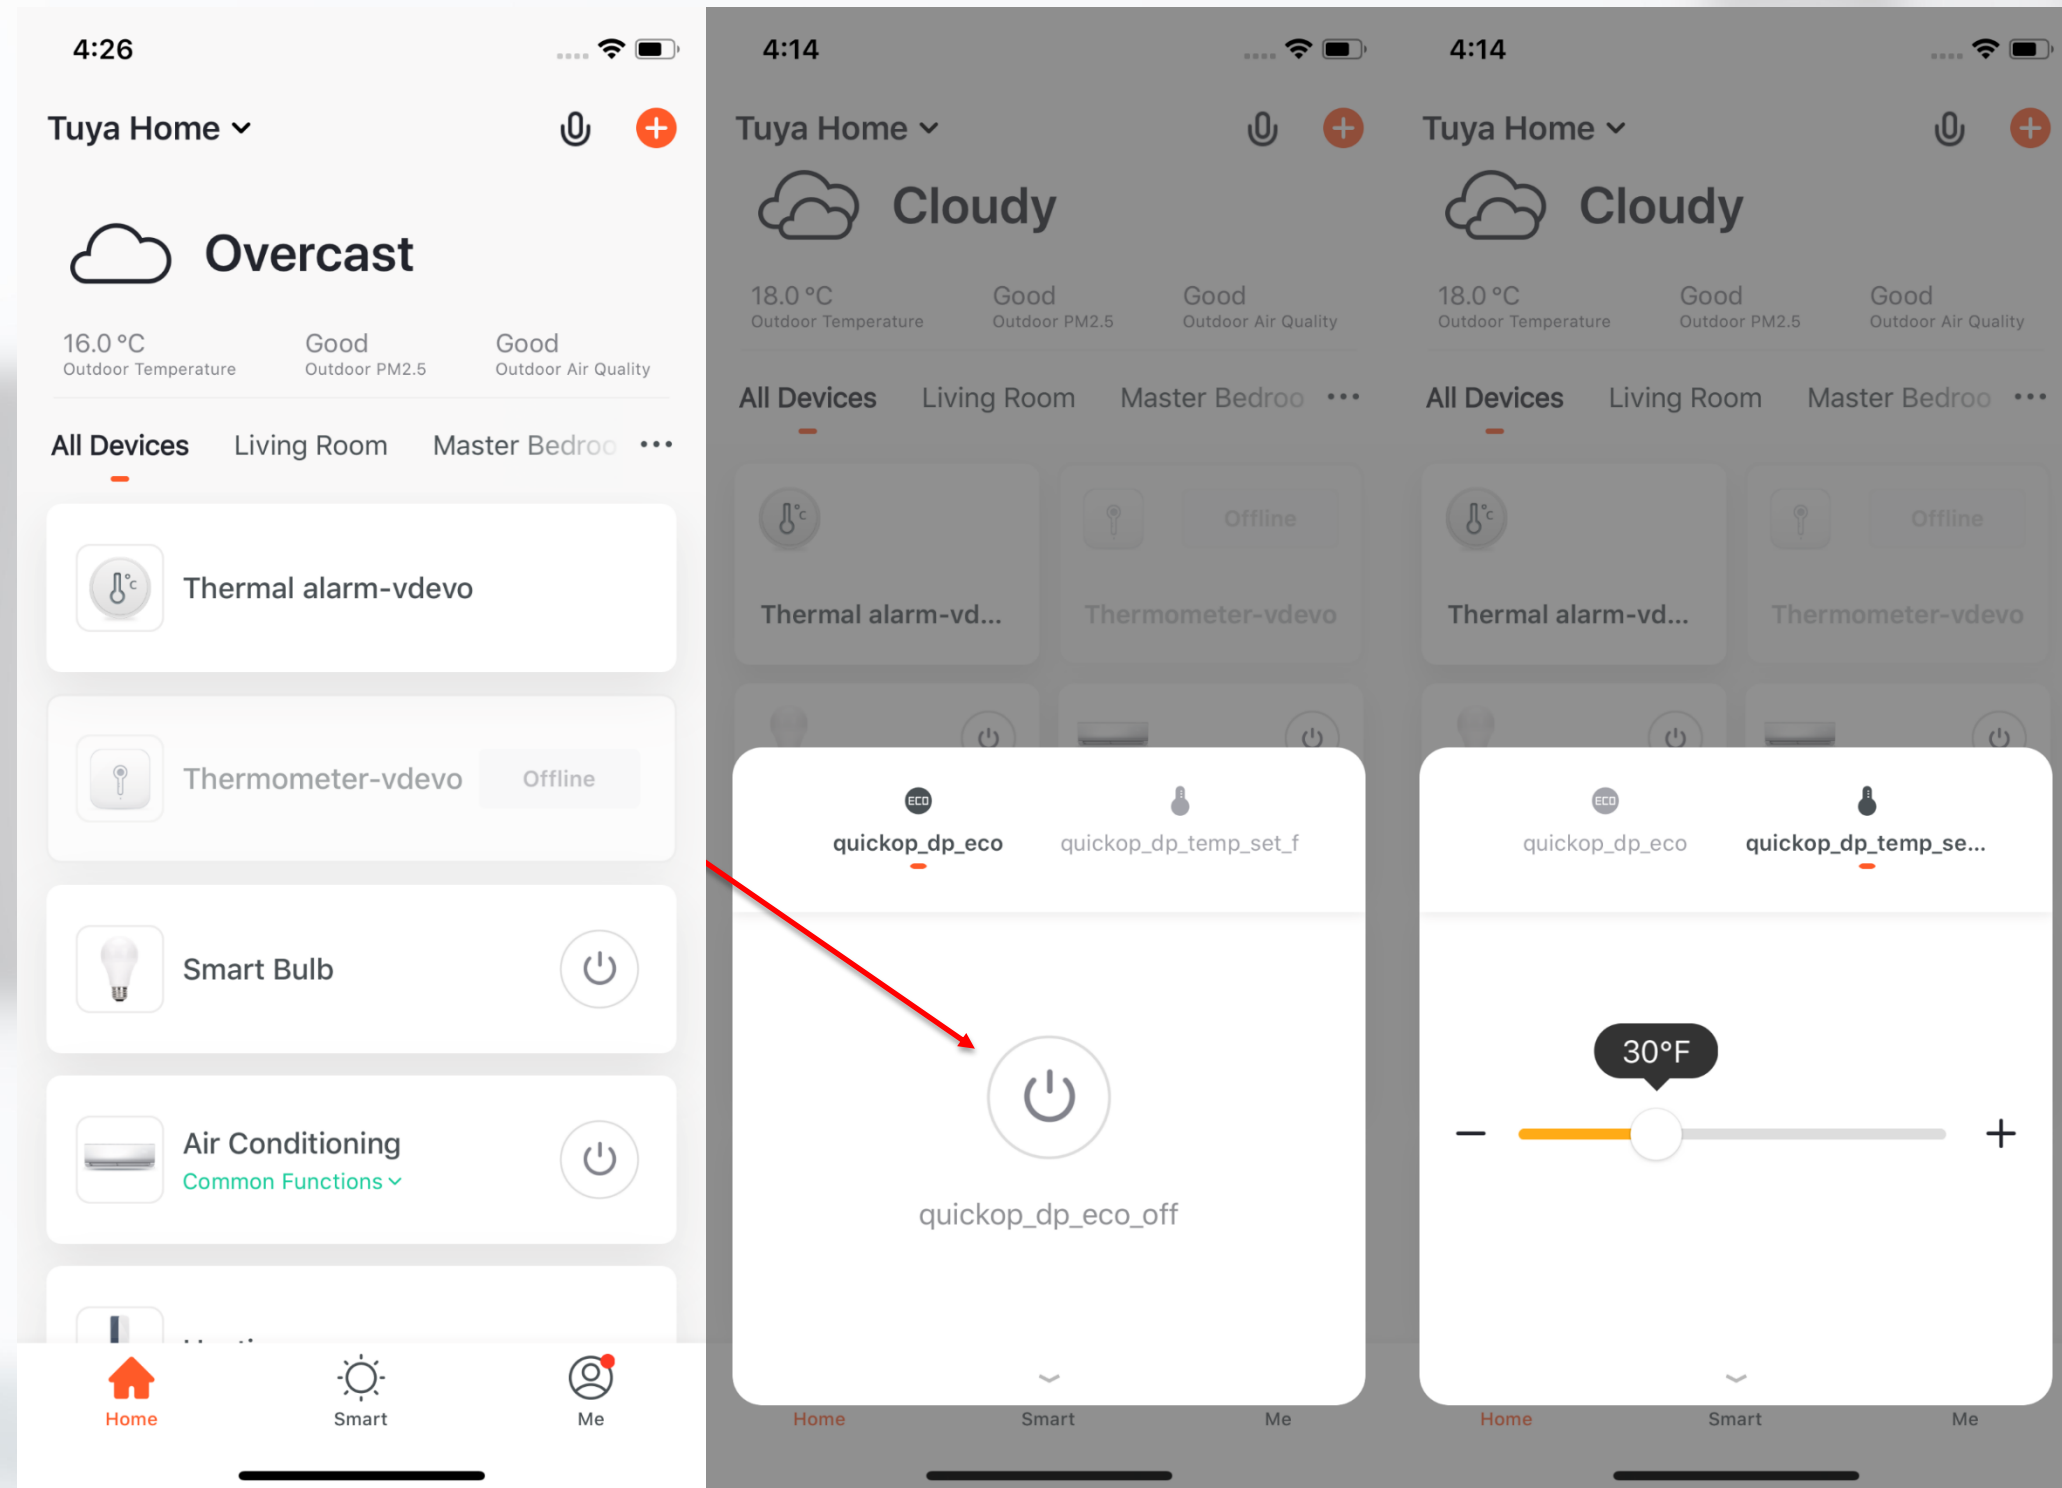 4:26
Tuya Home
Overcast
16.0 °C
Outdoor Temperature
Good
Outdoor PM2.5
Good
Outdoor Air Quality
All Devices
Living Room
Master Bedroo
°C
Thermal alarm-vdevo
Thermometer-vdevo
Offline
Smart Bulb
Air Conditioning
Common Functions
Home
Smart
Me
4:14
Tuya Home
Cloudy
18.0 °C
Outdoor Temperature
Good
Outdoor PM2.5
Good
Outdoor Air Quality
All Devices
Living Room
Master Bedroo
°C
Offline
Thermal alarm-vd...
Thermometer-vdevo
ECO
quickop_dp_eco
quickop_dp_temp_set_f
quickop_dp_eco_off
Home
Smart
Me
4:14
Tuya Home
Cloudy
18.0 °C
Outdoor Temperature
Good
Outdoor PM2.5
Good
Outdoor Air Quality
All Devices
Living Room
Master Bedroo
°C
Offline
Thermal alarm-vd...
Thermometer-vdevo
ECO
quickop_dp_eco
quickop_dp_temp_se...
30°F
Home
Smart
Me